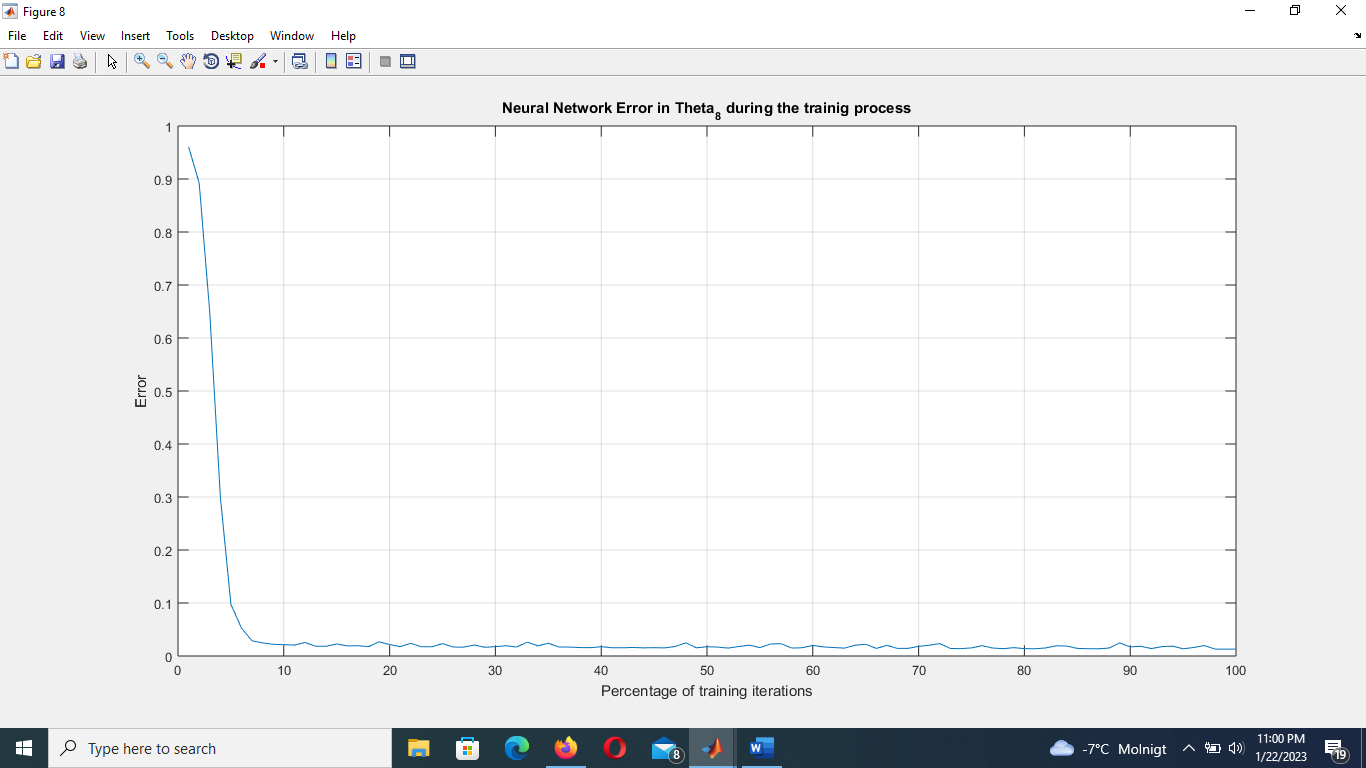 Figure 8
File Edit View Insert Tools Desktop Window Help
Neural Network Error in Theta8 during the trainig process
1
0.9
0.8
0.7
0.6
0.5
0.4
0.3
0.2
0.1
0
Error
0 10 20 30 40 50 60 70 80 90 100
Percentage of training iterations
Type here to search
8
W
-7°C Molnigt
11:00 PM
1/22/2023
19